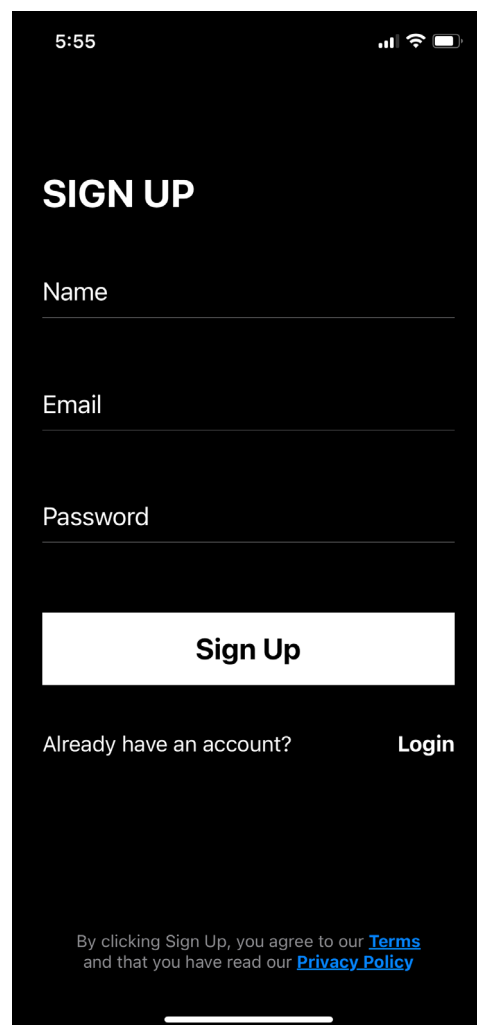 5:55
SIGN UP
Name
Email
Password
Sign Up
Already have an account? Login
By clicking Sign Up, you agree to our Terms
and that you have read our Privacy Policy